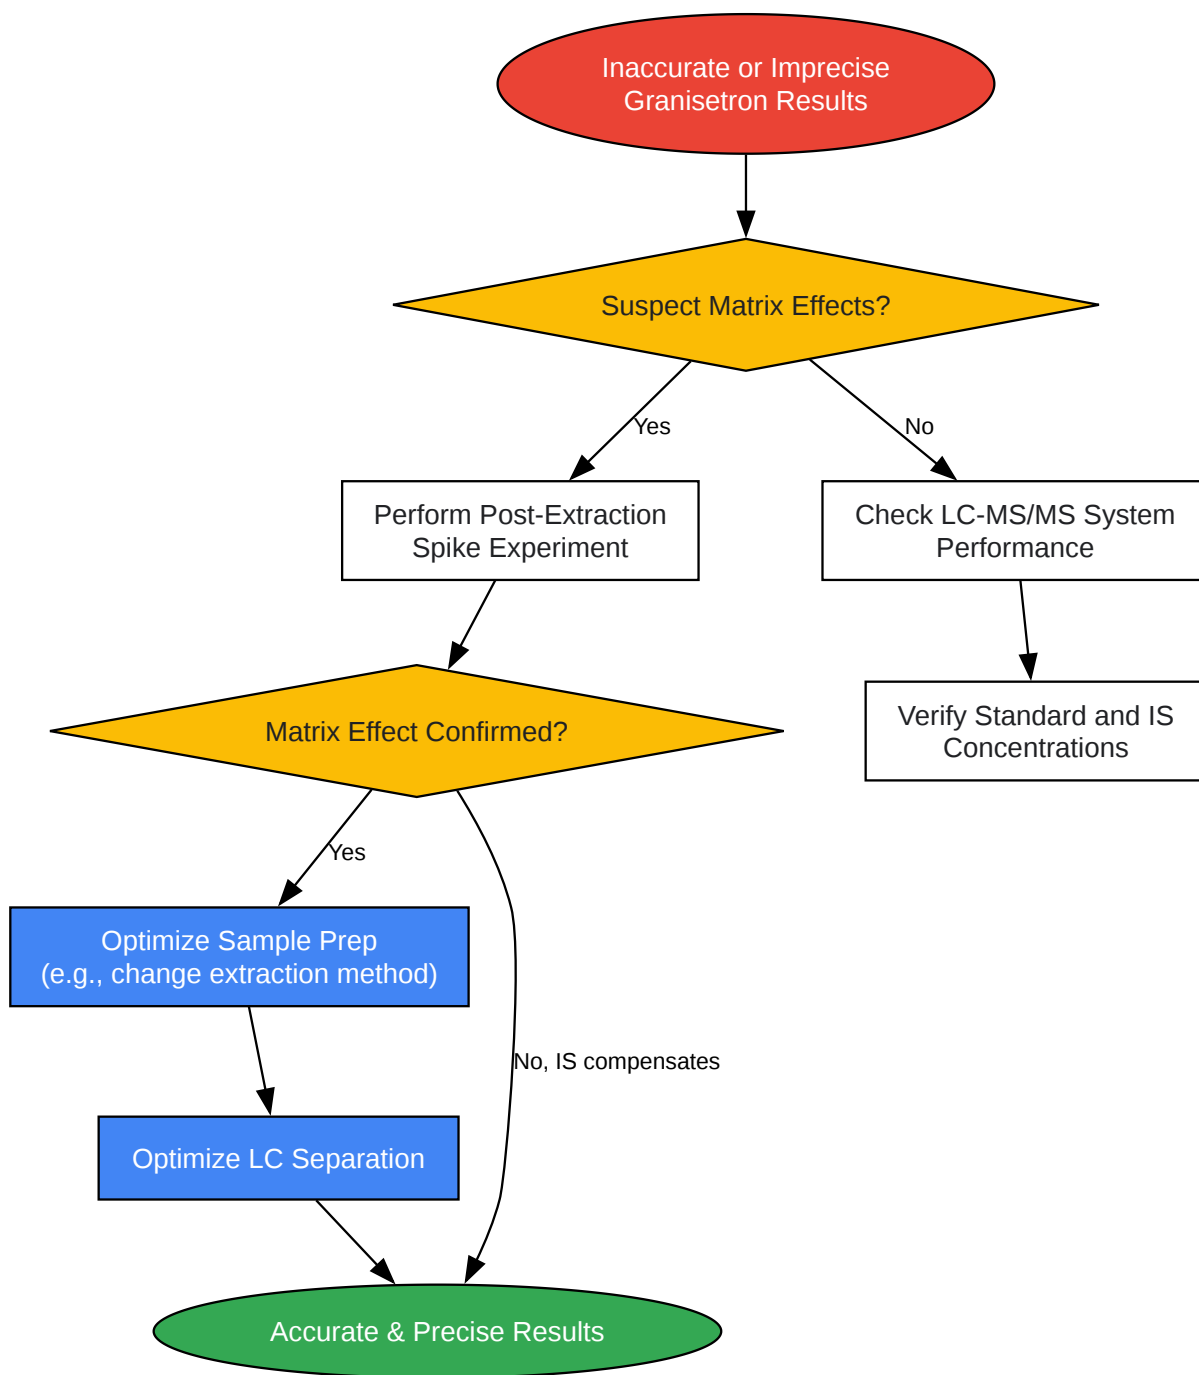 Inaccurate or Imprecise
Granisetron Results
Suspect Matrix Effects?
Yes
No
Perform Post-Extraction
Spike Experiment
Check LC-MS/MS System
Performance
Matrix Effect Confirmed?
Verify Standard and IS
Concentrations
Yes
Optimize Sample Prep
(e.g., change extraction method)
No, IS compensates
Optimize LC Separation
Accurate & Precise Results